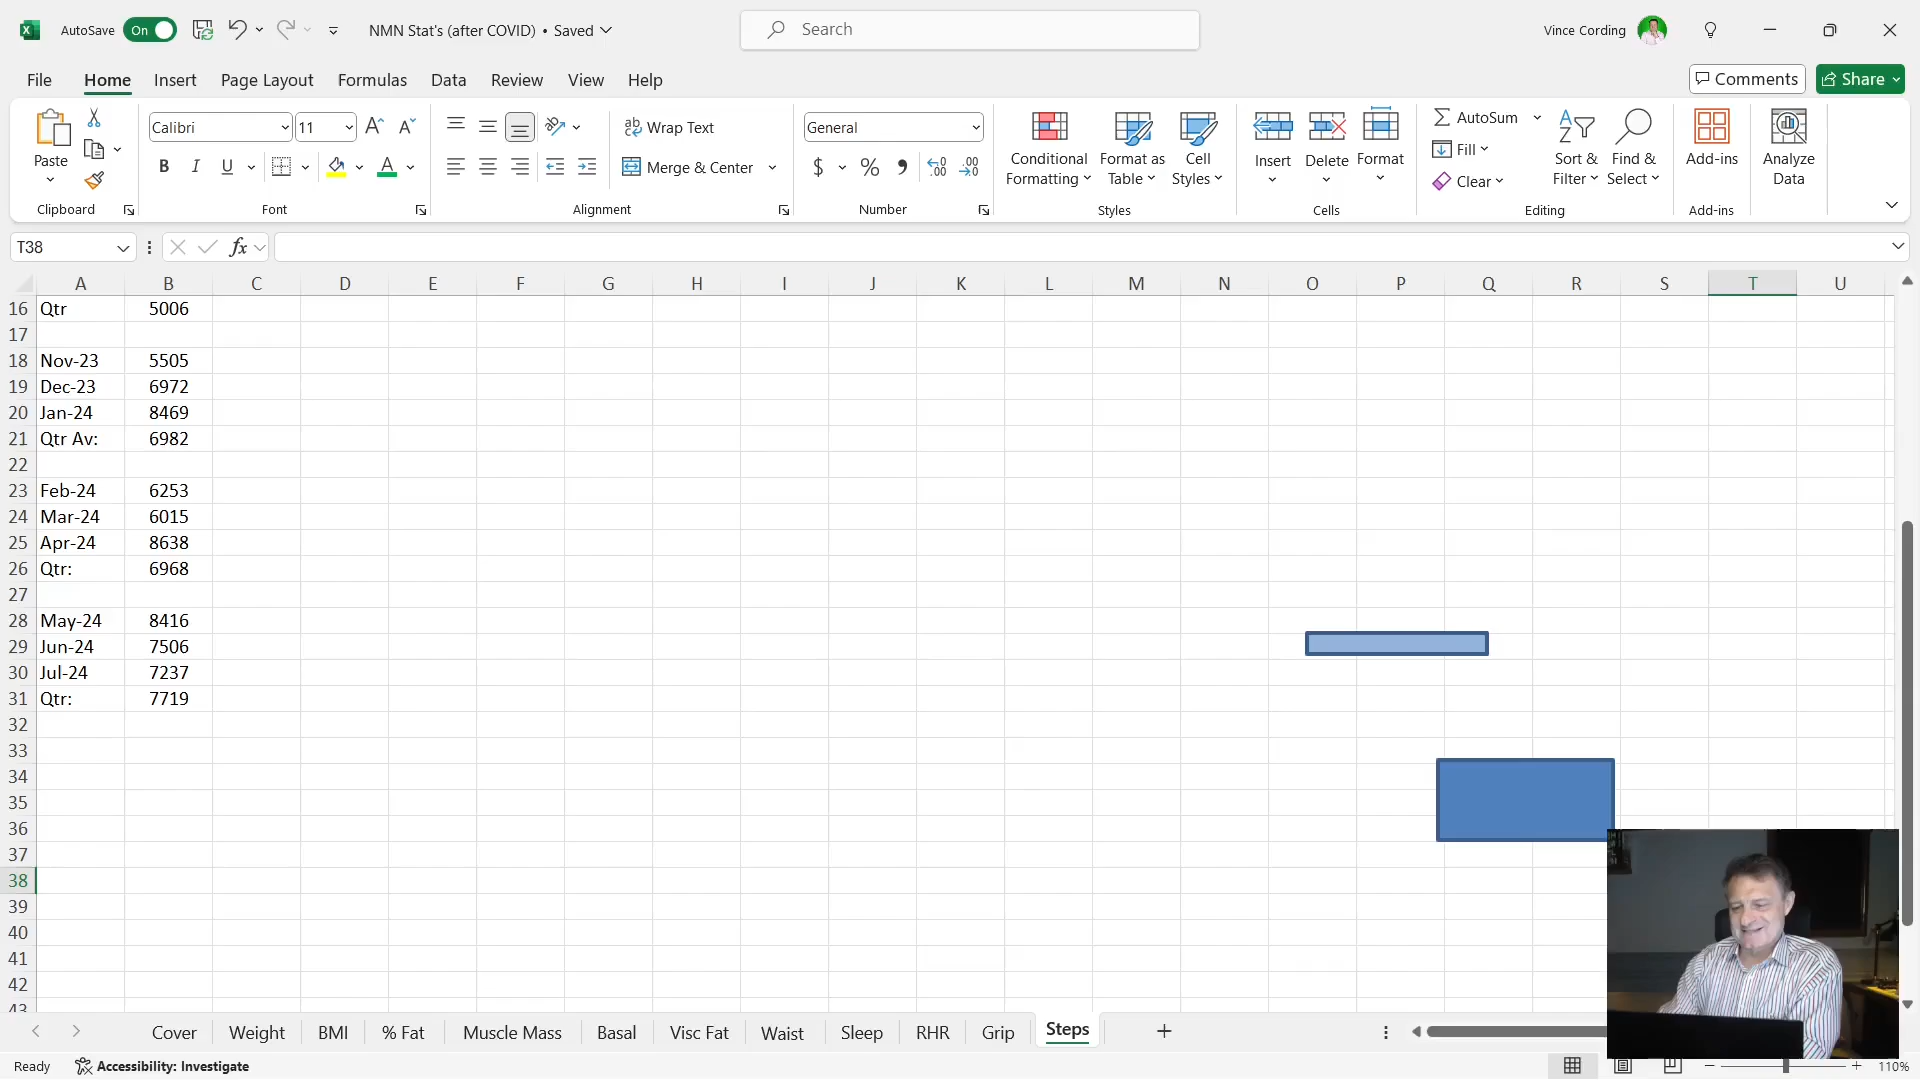 AutoSave On NMN Stat's (after COVID) • Saved Search Vince Cording
File Home Insert Page Layout Formulas Data Review View Help Comments Share
Paste Calibri 11 Wrap Text General Conditional Formatting Format as Table Cell Styles Insert Delete Format AutoSum Sort & Filter Find & Select Add-ins Analyze Data
B I U A Merge & Center $ % Fill
Clear
Clipboard Font Alignment Number Styles Cells Editing Add-ins
T38 fx
A B C D E F G H I J K L M N O P Q R S T U
16 Qtr 5006
17
18 Nov-23 5505
19 Dec-23 6972
20 Jan-24 8469
21 Qtr Av: 6982
22
23 Feb-24 6253
24 Mar-24 6015
25 Apr-24 8638
26 Qtr: 6968
27
28 May-24 8416
29 Jun-24 7506
30 Jul-24 7237
31 Qtr: 7719
32
33
34
35
36
37
38
39
40
41
42
43
Cover Weight BMI % Fat Muscle Mass Basal Visc Fat Waist Sleep RHR Grip Steps
Ready Accessibility: Investigate 110%